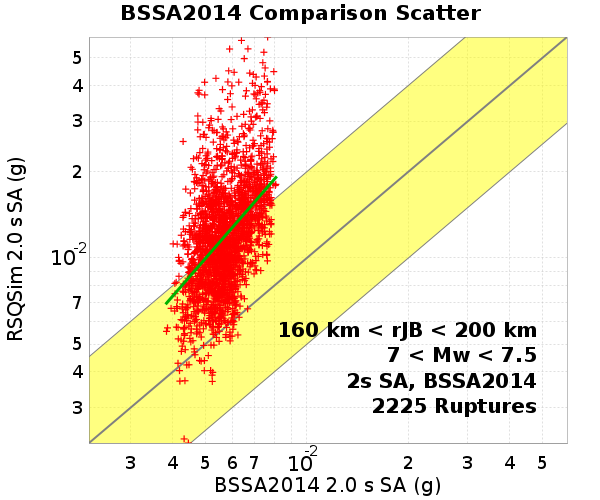 BSSA2014 Comparison Scatter
RSQSim 2.0 s SA (g)
5
4
3
2
10-2
7
5
4
3
160 km < rJB < 200 km
7 < Mw < 7.5
2s SA, BSSA2014
2225 Ruptures
3 4 5 6 7 10-2 2 3 4 5
BSSA2014 2.0 s SA (g)